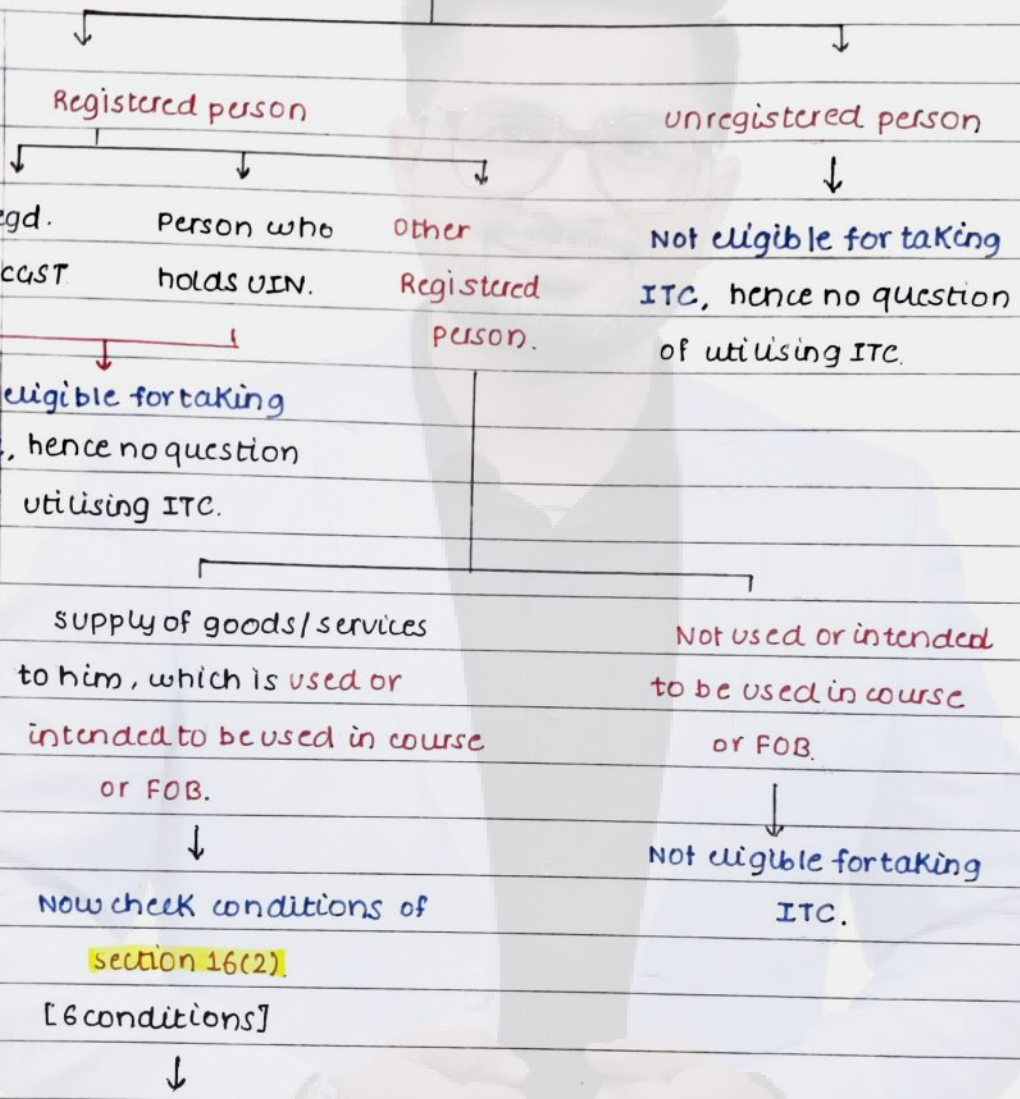 Registered person
unregistered person
egd. Person who Other
Not eligible for taking
CGST holds UIN. Registered
ITC, hence no question
person.
of utilising ITC.
eligible for taking
, hence no question
utilising ITC.
supply of goods/services
to him, which is used or
intended to be used in course
or FOB.
Not used or intended
to be used in course
or FOB.
Now check conditions of
section 16(2).
[6 conditions]
Not eligible for taking
ITC.